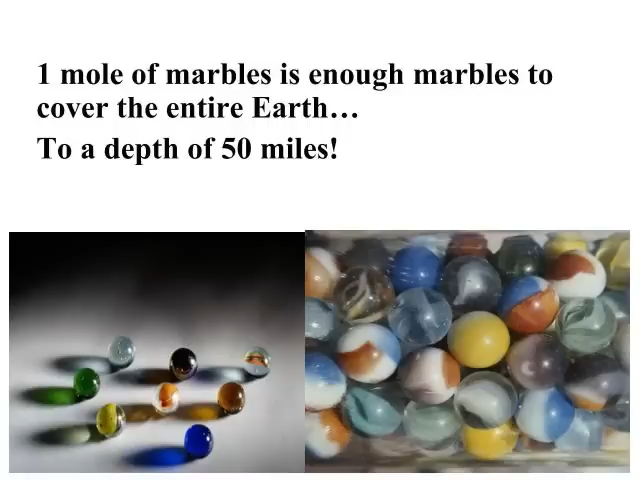 1 mole of marbles is enough marbles to
cover the entire Earth…
To a depth of 50 miles!